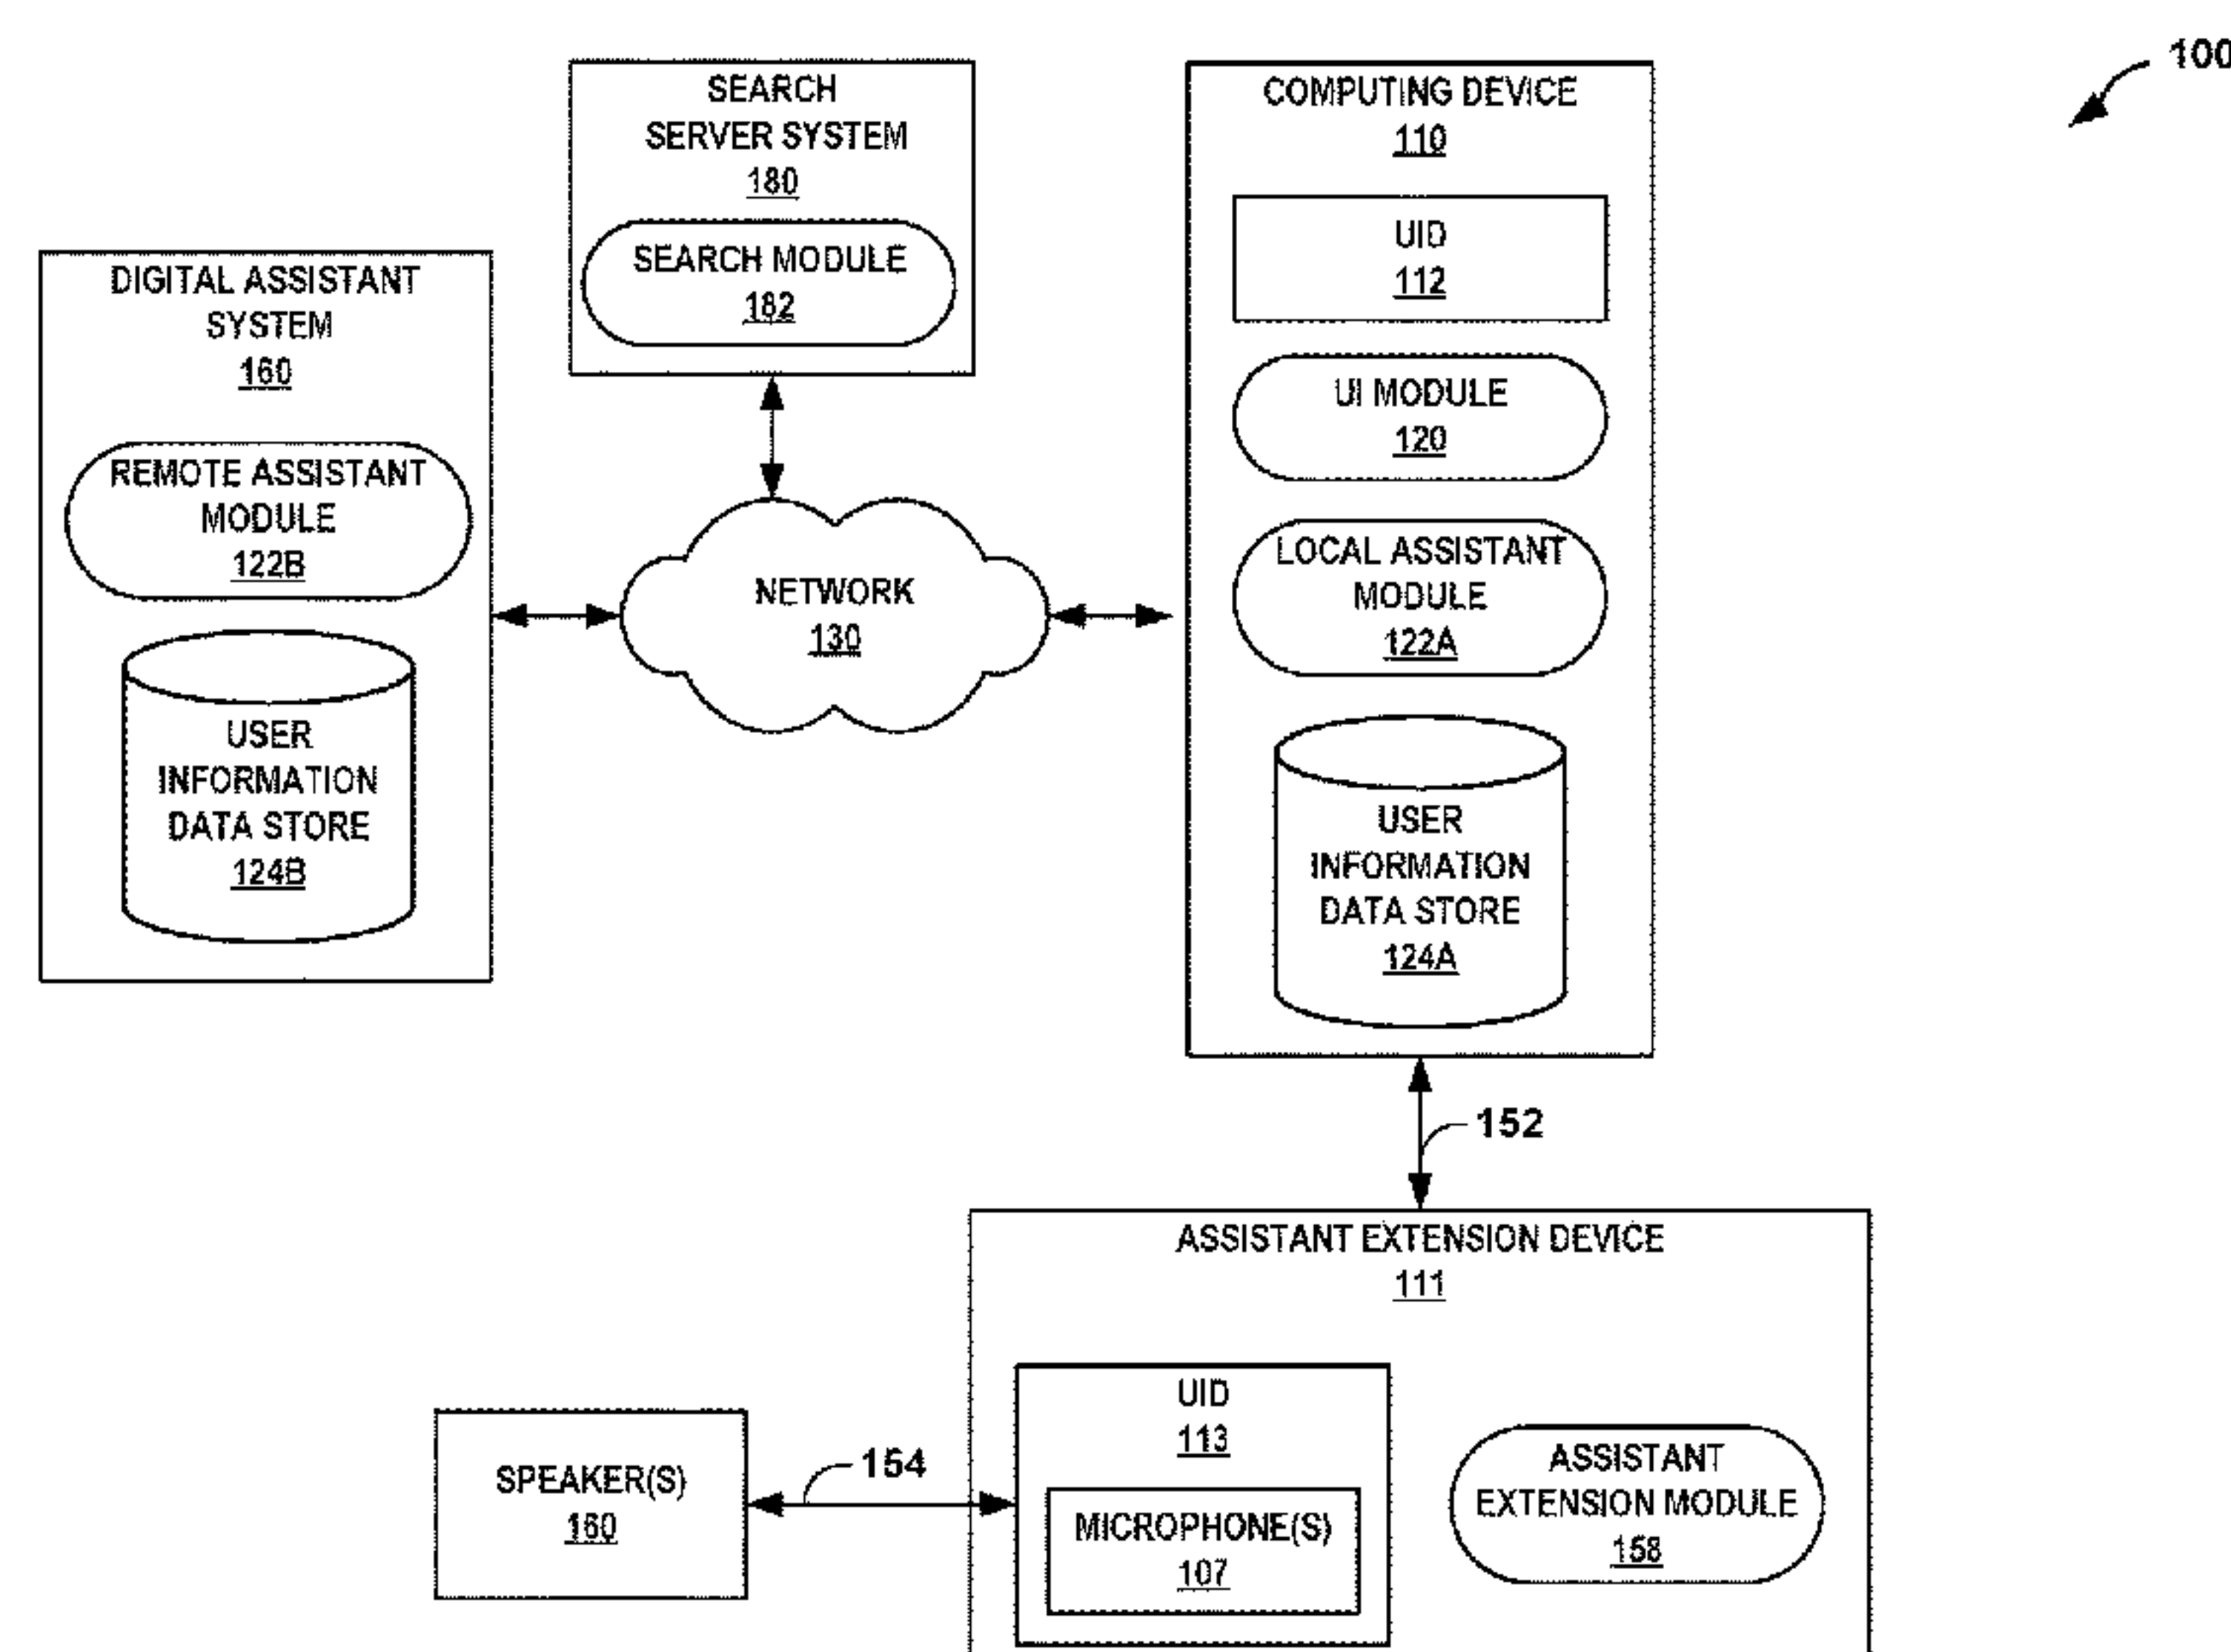 100
SEARCH
SERVER SYSTEM
180
SEARCH MODULE
182
COMPUTING DEVICE
110
UID
112
UI MODULE
120
LOCAL ASSISTANT
MODULE
122A
USER
INFORMATION
DATA STORE
124A
DIGITAL ASSISTANT
SYSTEM
160
REMOTE ASSISTANT
MODULE
122B
USER
INFORMATION
DATA STORE
124B
NETWORK
130
152
ASSISTANT EXTENSION DEVICE
111
UID
113
MICROPHONE(S)
107
ASSISTANT
EXTENSION MODULE
158
SPEAKER(S)
160
154